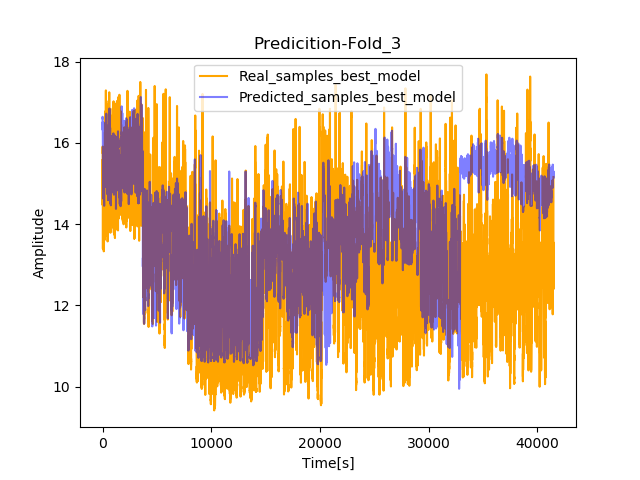 Predicition-Fold_3
Real_samples_best_model
Predicted_samples_best_model
Amplitude
18
16
14
12
10
0
10000
20000
30000
40000
Time[s]